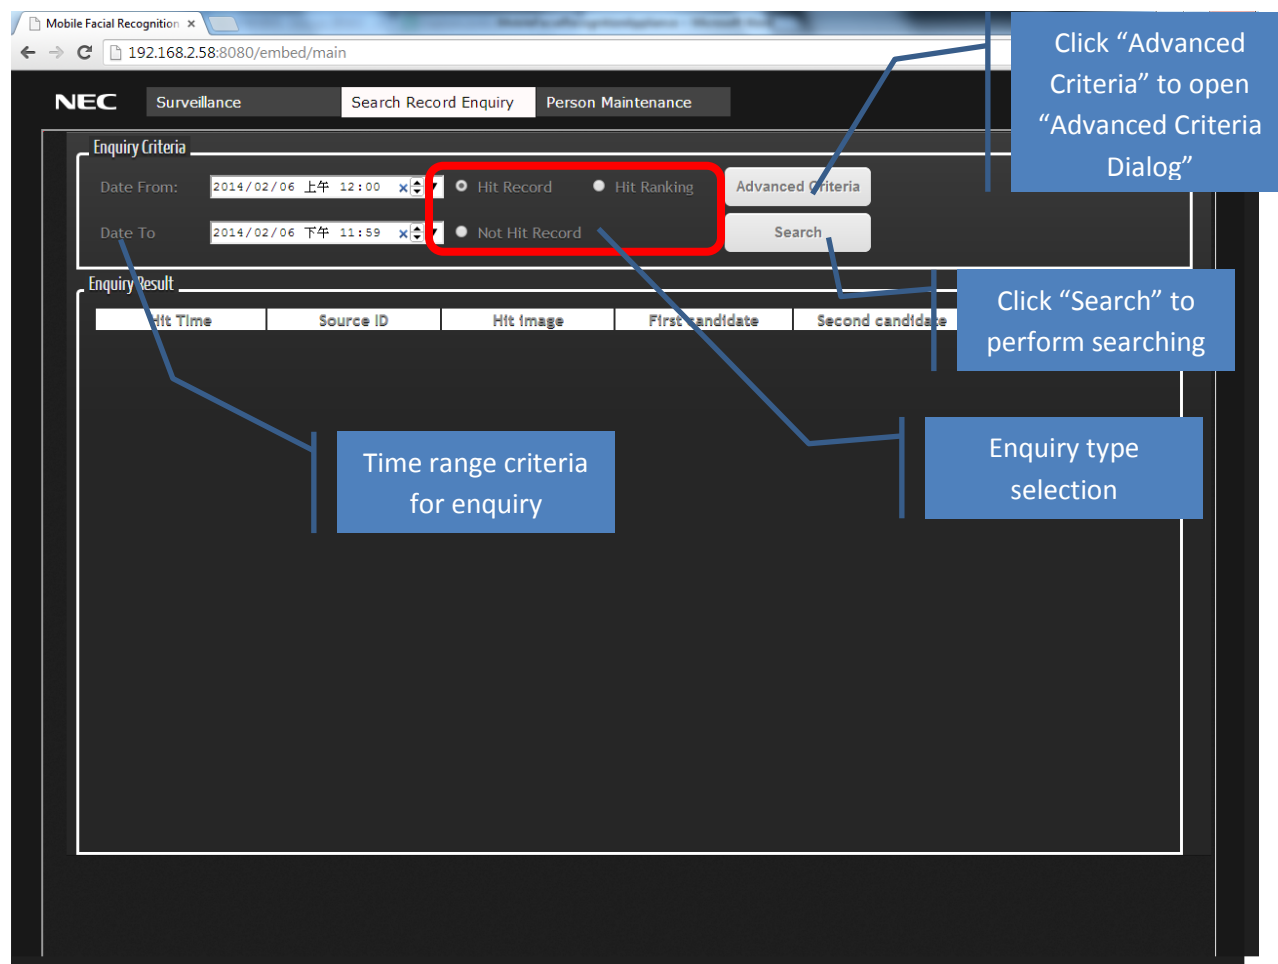 Mobile Facial Recognition ×
192.168.2.58:8080/embed/main
NEC Surveillance Search Record Enquiry Person Maintenance
Click “Advanced
Criteria” to open
“Advanced Criteria
Dialog”
Enquiry Criteria
Date From: 2014/02/06 上午 12:00 × Hit Record Hit Ranking Advanced Criteria
Date To 2014/02/06 下午 11:59 × Not Hit Record Search
Enquiry Result
Hit Time Source ID Hit image First candidate Second candidate
Click “Search” to
perform searching
Time range criteria
for enquiry
Enquiry type
selection